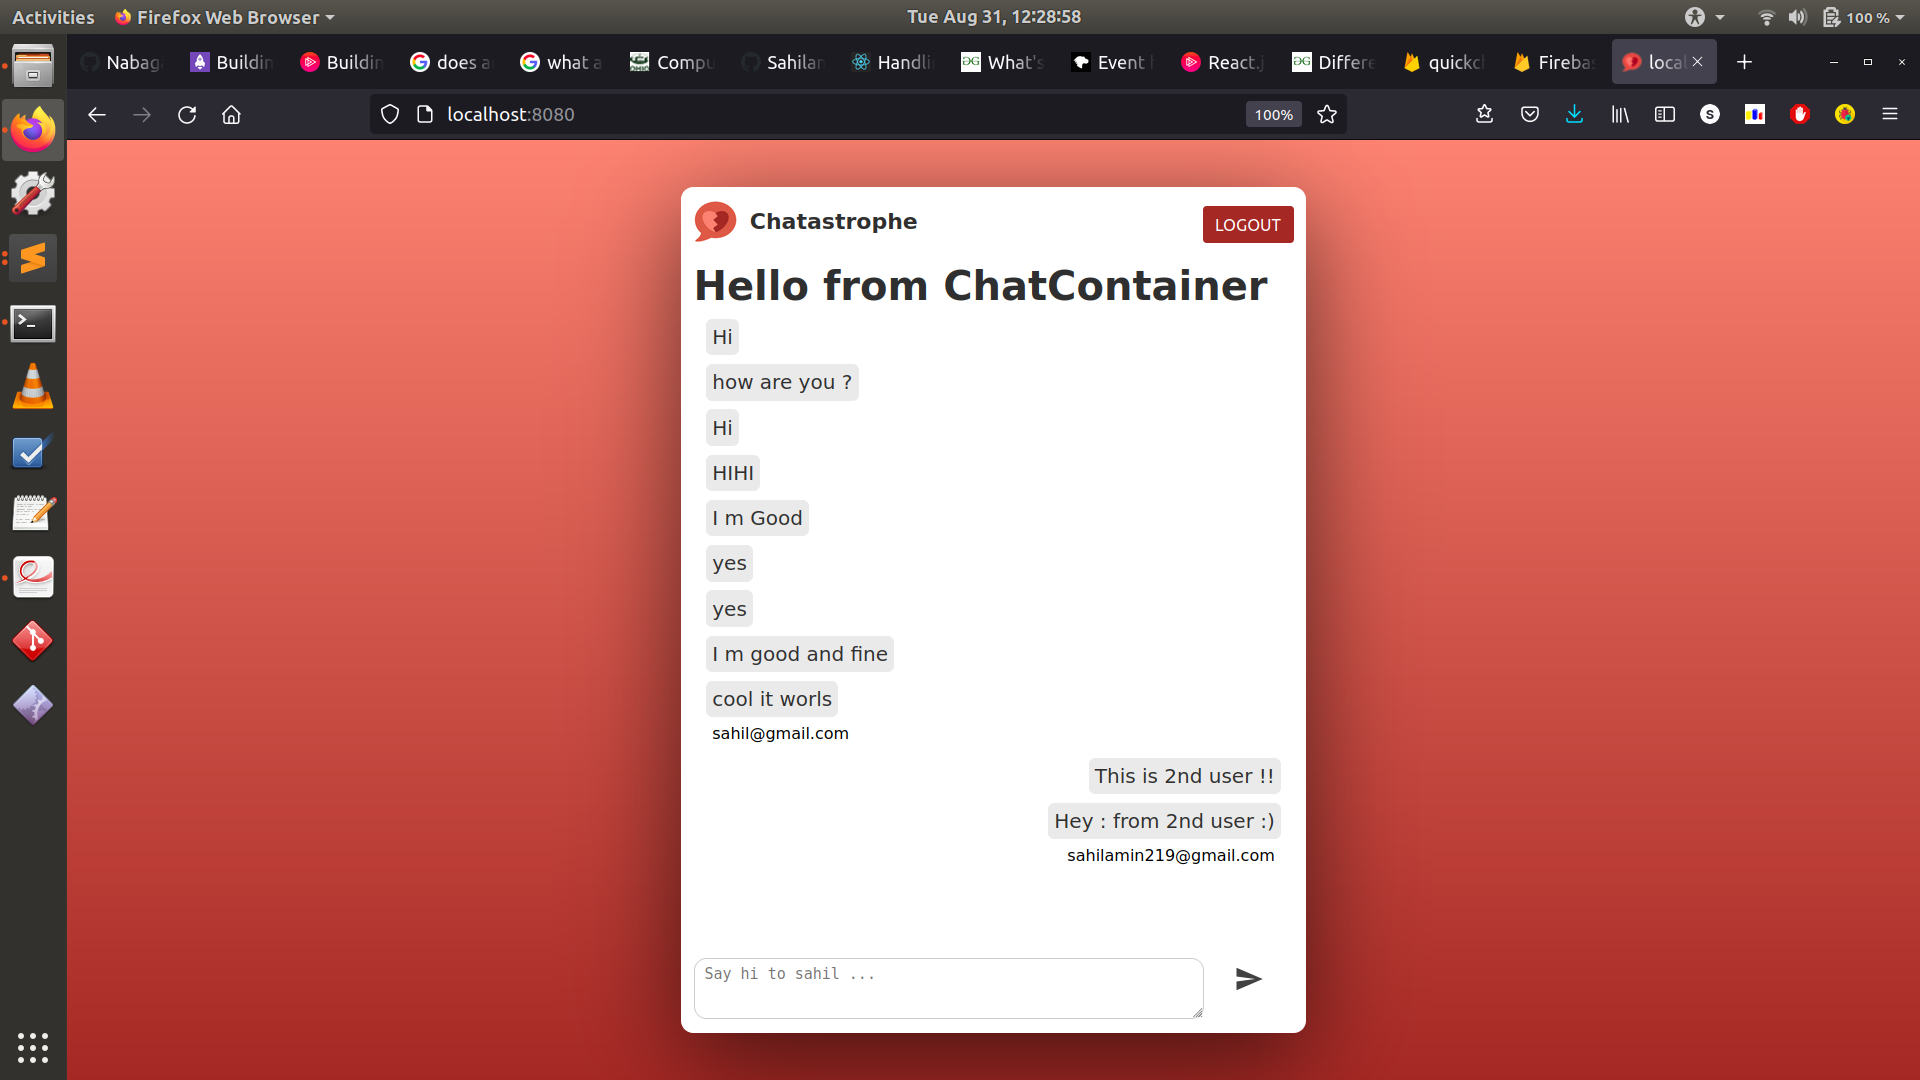 Activities Firefox Web Browser Tue Aug 31, 12:28:58 100 %
Nabag Buildin Buildin does a what a Compu Sahilan Handli What's Event React.j Differe quickc Fireba local
localhost:8080 100% S
Chatastrophe LOGOUT
Hello from ChatContainer
Hi
how are you ?
Hi
HIHI
I m Good
yes
yes
I m good and fine
cool it worls
sahil@gmail.com
This is 2nd user !!
Hey : from 2nd user :)
sahilamin219@gmail.com
Say hi to sahil ...